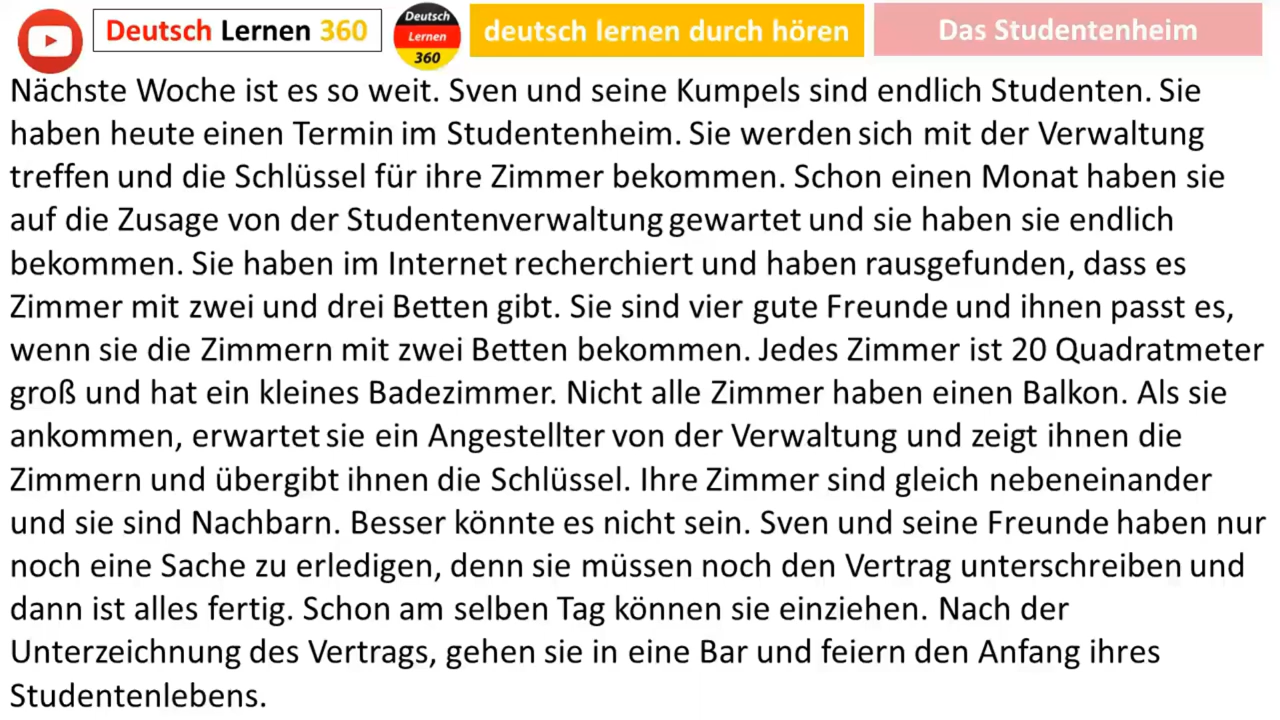 Deutsch Lernen 360
Deutsch
Lernen
360
deutsch lernen durch hören
Das Studentenheim
Nächste Woche ist es so weit. Sven und seine Kumpels sind endlich Studenten. Sie
haben heute einen Termin im Studentenheim. Sie werden sich mit der Verwaltung
treffen und die Schlüssel für ihre Zimmer bekommen. Schon einen Monat haben sie
auf die Zusage von der Studentenverwaltung gewartet und sie haben sie endlich
bekommen. Sie haben im Internet recherchiert und haben rausgefunden, dass es
Zimmer mit zwei und drei Betten gibt. Sie sind vier gute Freunde und ihnen passt es,
wenn sie die Zimmern mit zwei Betten bekommen. Jedes Zimmer ist 20 Quadratmeter
groß und hat ein kleines Badezimmer. Nicht alle Zimmer haben einen Balkon. Als sie
ankommen, erwartet sie ein Angestellter von der Verwaltung und zeigt ihnen die
Zimmern und übergibt ihnen die Schlüssel. Ihre Zimmer sind gleich nebeneinander
und sie sind Nachbarn. Besser könnte es nicht sein. Sven und seine Freunde haben nur
noch eine Sache zu erledigen, denn sie müssen noch den Vertrag unterschreiben und
dann ist alles fertig. Schon am selben Tag können sie einziehen. Nach der
Unterzeichnung des Vertrags, gehen sie in eine Bar und feiern den Anfang ihres
Studentenlebens.